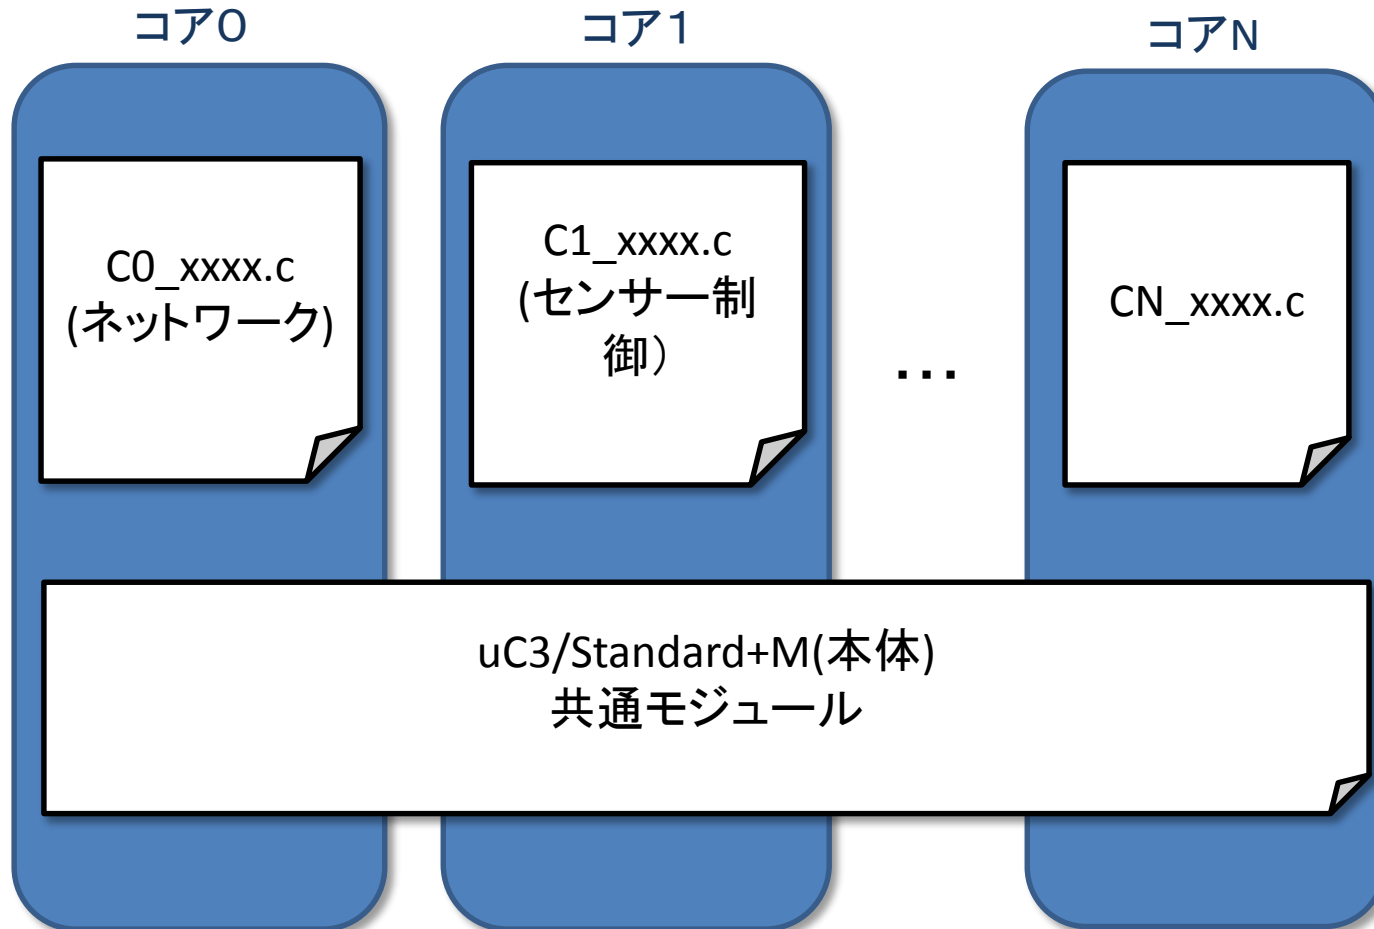 コア0
コア１
コアN
C0_xxxx.c
(ネットワーク)
C1_xxxx.c
(センサー制
御）
…
CN_xxxx.c
uC3/Standard+M(本体)
共通モジュール